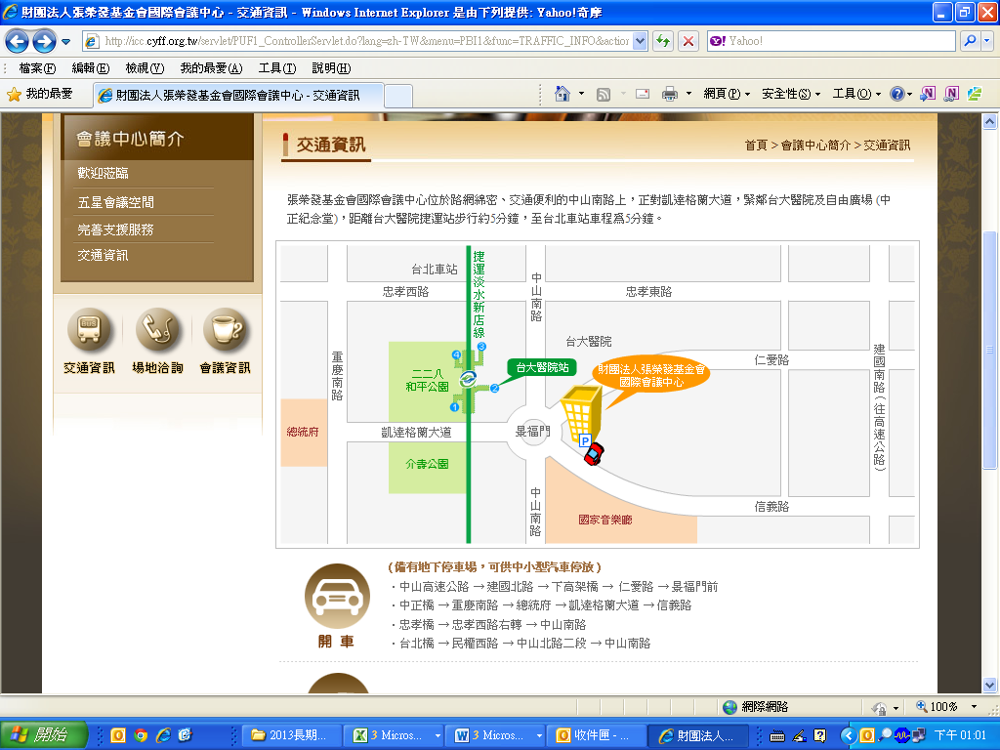 財團法人張榮發基金會國際會議中心 - 交通資訊 - Windows Internet Explorer 是由下列提供: Yahoo!奇摩
http://icc.cyff.org.tw/servlet/PUF1_ControllerServlet.do?lang=zh-TW&menu=PBI1&func=TRAFFIC_INFO&action
Yahoo!
檔案(F) 編輯(E) 檢視(V) 我的最愛(A) 工具(T) 說明(H)
我的最愛
財團法人張榮發基金會國際會議中心 - 交通資訊
網頁(P) 安全性(S) 工具(O)
會議中心簡介
歡迎蒞臨
五星會議空間
完善支援服務
交通資訊
交通資訊 場地洽詢 會議資訊
交通資訊
首頁 > 會議中心簡介 > 交通資訊
張榮發基金會國際會議中心位於路網綿密、交通便利的中山南路上，正對凱達格蘭大道，緊鄰台大醫院及自由廣場 (中
正紀念堂)，距離台大醫院捷運站步行約5分鐘，至台北車站車程為5分鐘。
台北車站
捷運淡水新店線
中山南路
忠孝西路
忠孝東路
重慶南路
台大醫院
仁愛路
建國南路(往高速公路)
二二八
和平公園
4
3
2
1
台大醫院站
財團法人張榮發基金會
國際會議中心
P
總統府
凱達格蘭大道
景福門
介壽公園
中山南路
信義路
國家音樂廳
開 車
(備有地下停車場，可供中小型汽車停放)
‧中山高速公路 → 建國北路 → 下高架橋 → 仁愛路 → 景福門前
‧中正橋 → 重慶南路 → 總統府 → 凱達格蘭大道 → 信義路
‧忠孝橋 → 忠孝西路右轉 → 中山南路
‧台北橋 → 民權西路 → 中山北路二段 → 中山南路
網際網路
100%
開始
2013長期...
3 Micros...
3 Micros...
收件匣 - ...
財團法人...
下午 01:01